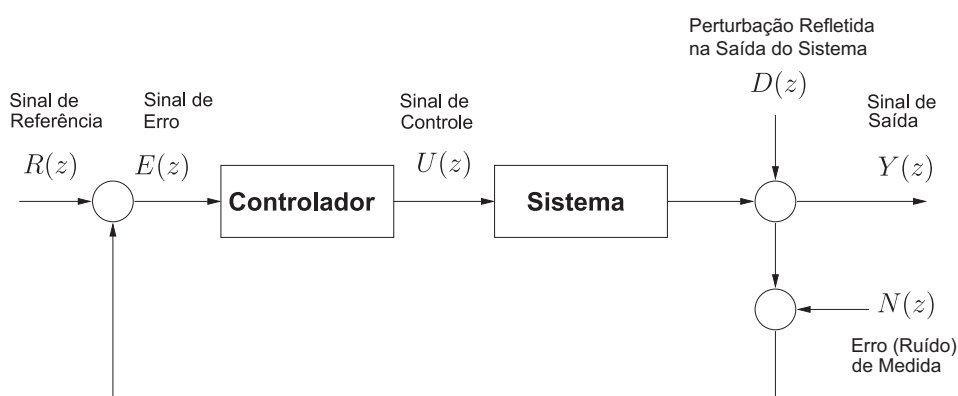 Perturbação Refletida
na Saída do Sistema
D(z)
Sinal de
Referência
R(z)
Sinal de
Erro
E(z)
Sinal de
Controle
U(z)
Sinal de
Saída
Y(z)
Controlador
Sistema
N(z)
Erro (Ruído)
de Medida